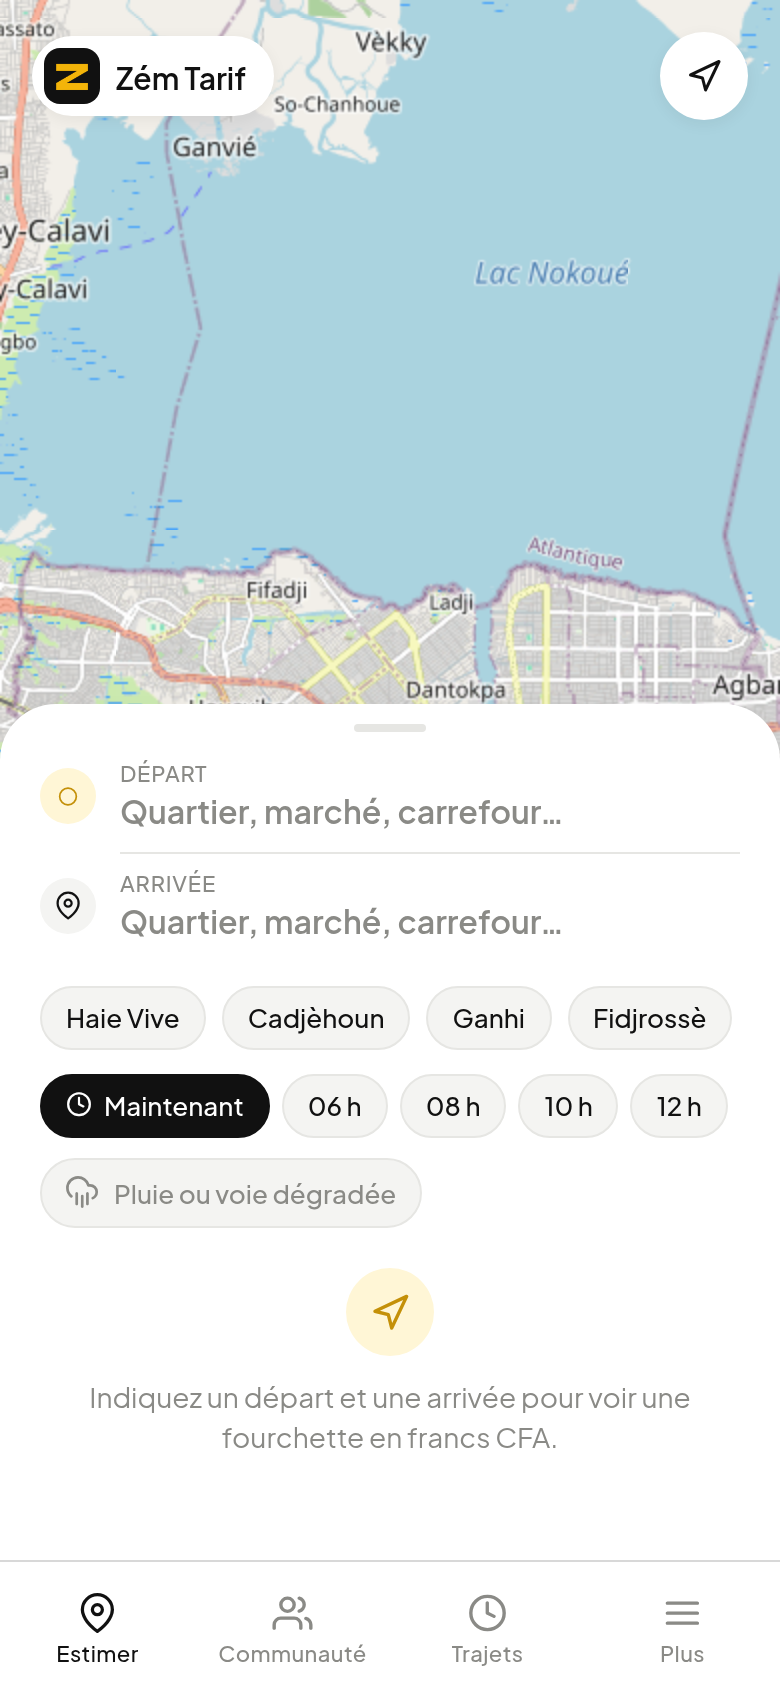 Vèkky
Zém Tarif
So-Chanhoue
Ganvié
y-Calavi
Lac Nokoué
y-Calavi
gbo
Atlantique
Fifadji
Ladji
Dantokpa
Agbar
DÉPART
Quartier, marché, carrefour…
ARRIVÉE
Quartier, marché, carrefour…
Haie Vive Cadjèhoun Ganhi Fidjrossè
Maintenant 06 h 08 h 10 h 12 h
Pluie ou voie dégradée
Indiquez un départ et une arrivée pour voir une
fourchette en francs CFA.
Estimer Communauté Trajets Plus